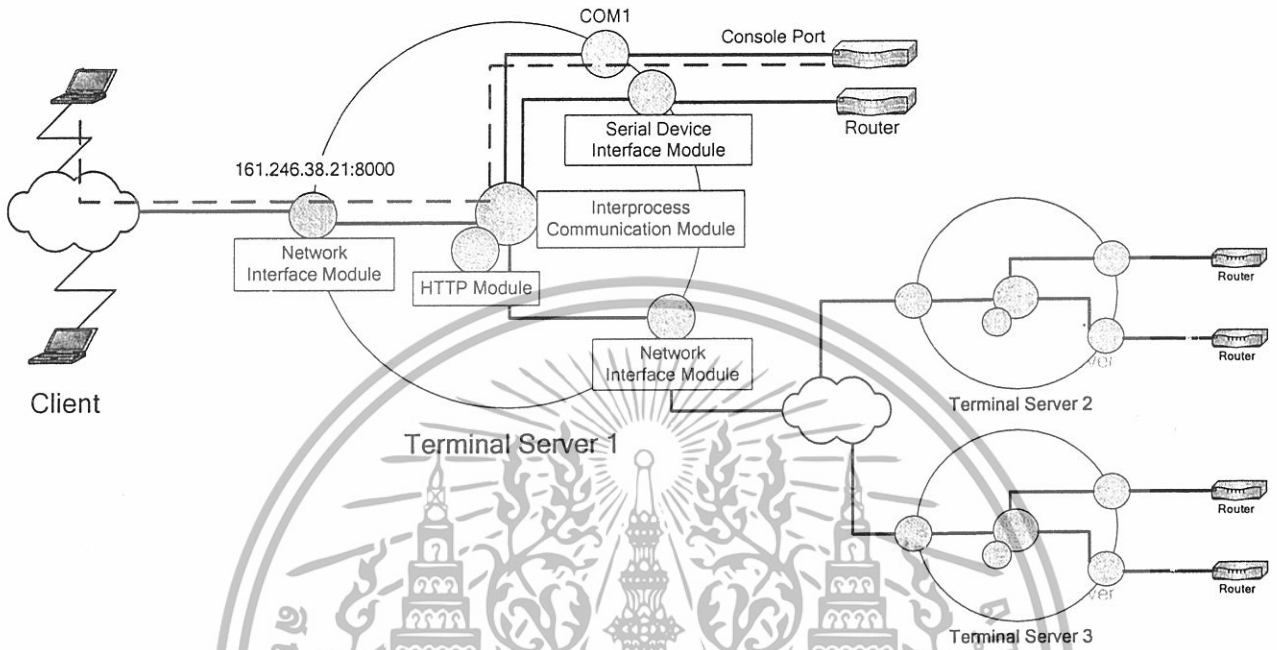 COM1
Console Port
Router
Serial Device
Interface Module
161.246.38.21:8000
Interprocess
Communication Module
Network
Interface Module
HTTP Module
Network
Interface Module
Client
Terminal Server 1
Router
Router
Terminal Server 2
Router
Router
Terminal Server 3